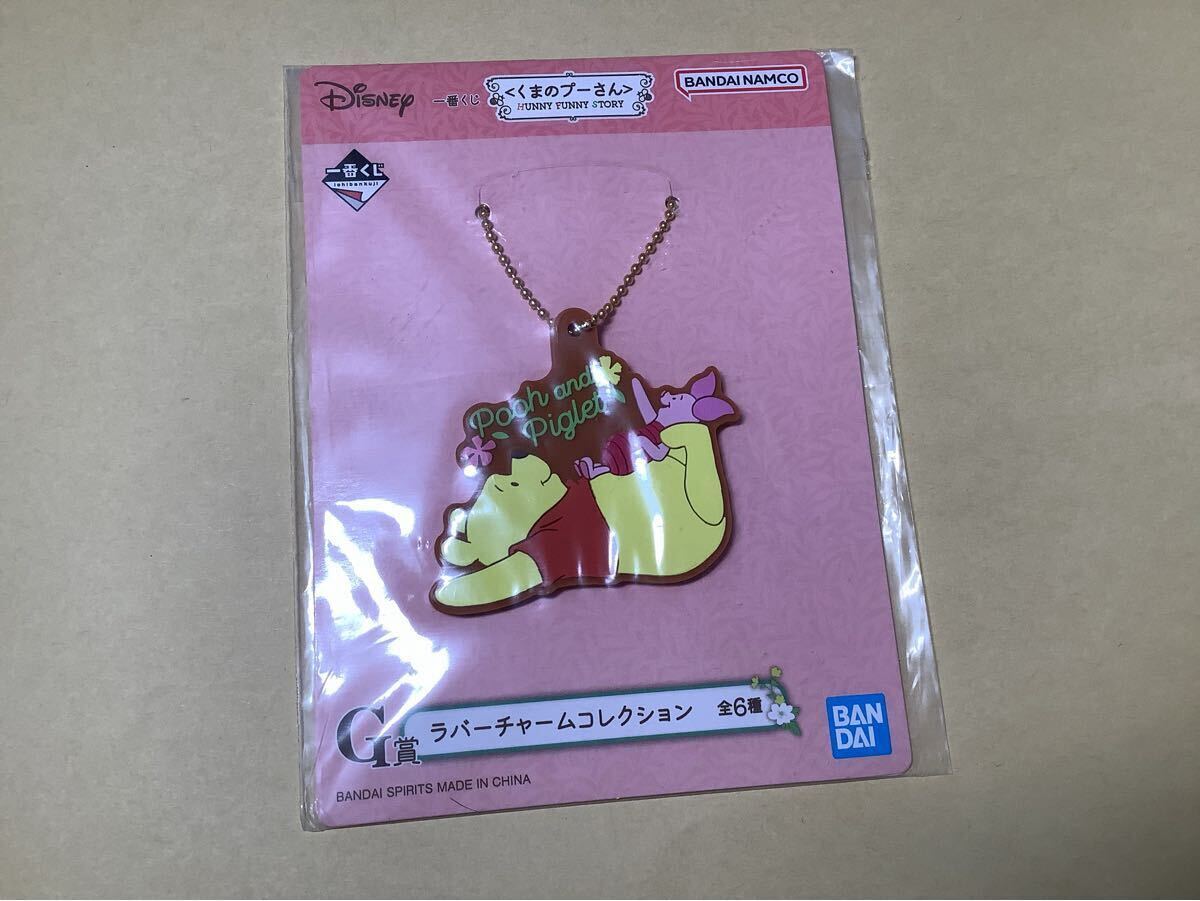 Disney 一番くじ <くまのプーさん> BANDAI NAMCO
HUNNY FUNNY STORY
一番くじ
ichibankuji
Pooh and
Piglet
G賞 ラバーチャームコレクション 全6種
BAN
DAI
BANDAI SPIRITS MADE IN CHINA